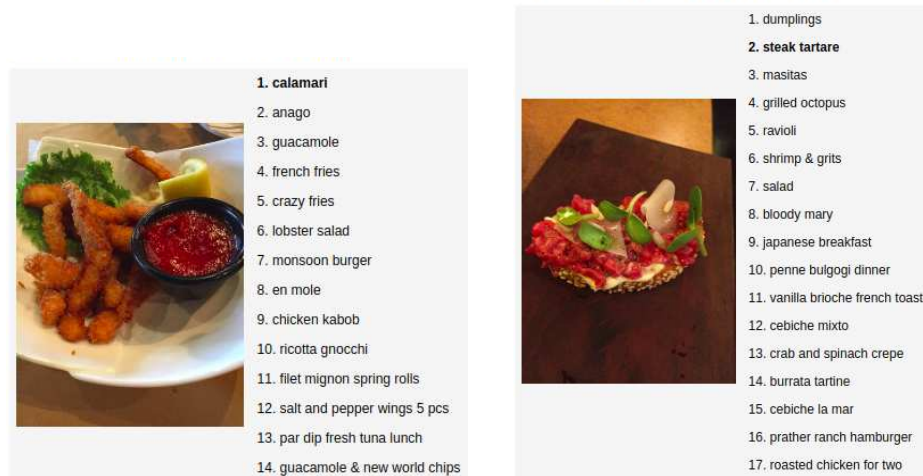 1. calamari
2. anago
3. guacamole
4. french fries
5. crazy fries
6. lobster salad
7. monsoon burger
8. en mole
9. chicken kabob
10. ricotta gnocchi
11. filet mignon spring rolls
12. salt and pepper wings 5 pcs
13. par dip fresh tuna lunch
14. guacamole & new world chips
1. dumplings
2. steak tartare
3. masitas
4. grilled octopus
5. ravioli
6. shrimp & grits
7. salad
8. bloody mary
9. japanese breakfast
10. penne bulgogi dinner
11. vanilla brioche french toast
12. cebiche mixto
13. crab and spinach crepe
14. burrata tartine
15. cebiche la mar
16. prather ranch hamburger
17. roasted chicken for two